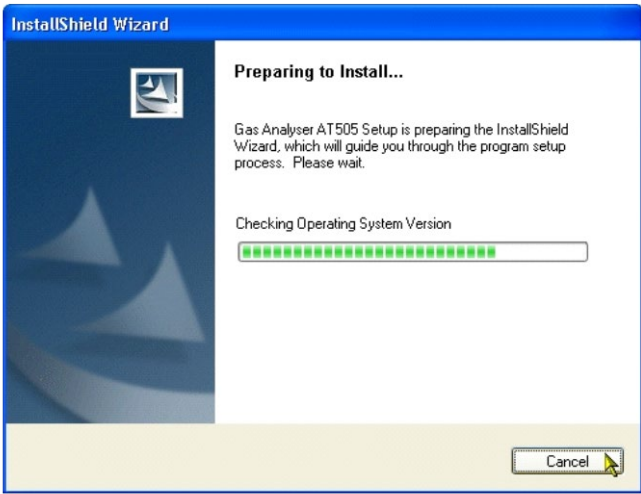 InstallShield Wizard
Preparing to Install...
Gas Analyser AT505 Setup is preparing the InstallShield
Wizard, which will guide you through the program setup
process. Please wait.
Checking Operating System Version
Cancel